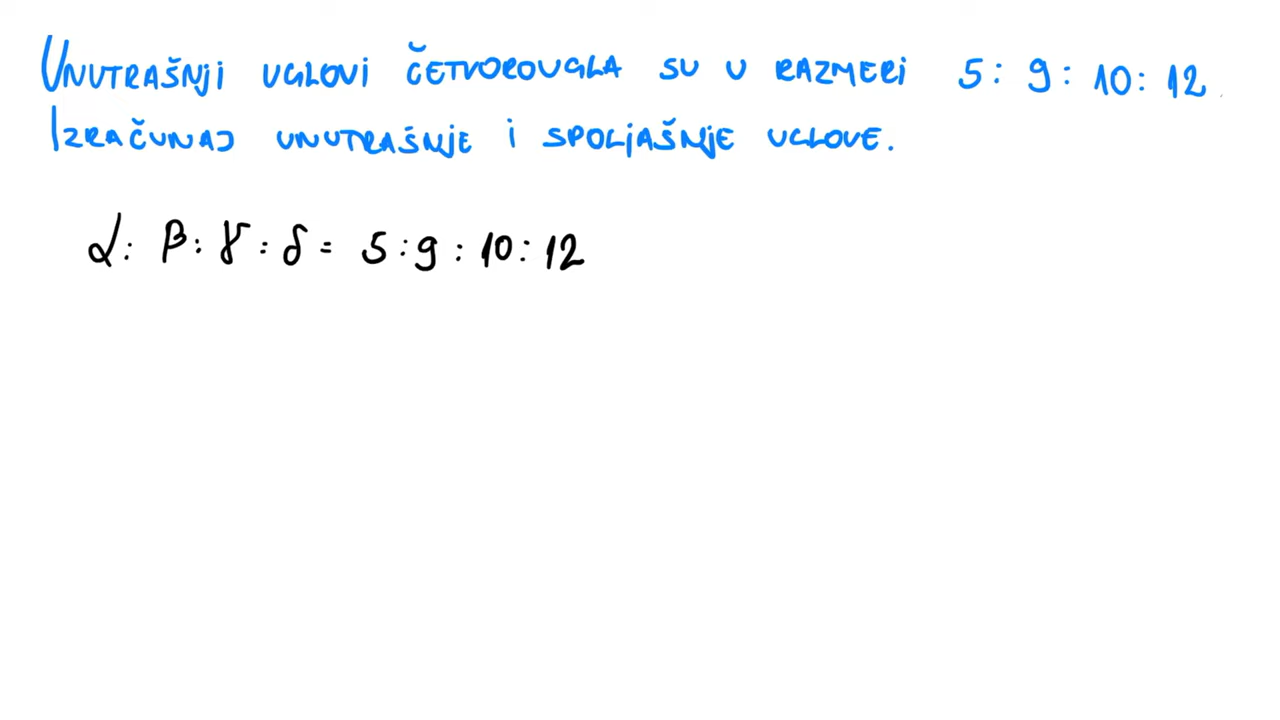 UNUTRAŠNJI UGLOVI ČETVOROUGLA SU U RAZMERI 5 : 9 : 10 : 12.
IZRAČUNAJ UNUTRAŠNJE I SPOLJAŠNJE UGLOVE.
α : β : γ : δ = 5 : 9 : 10 : 12